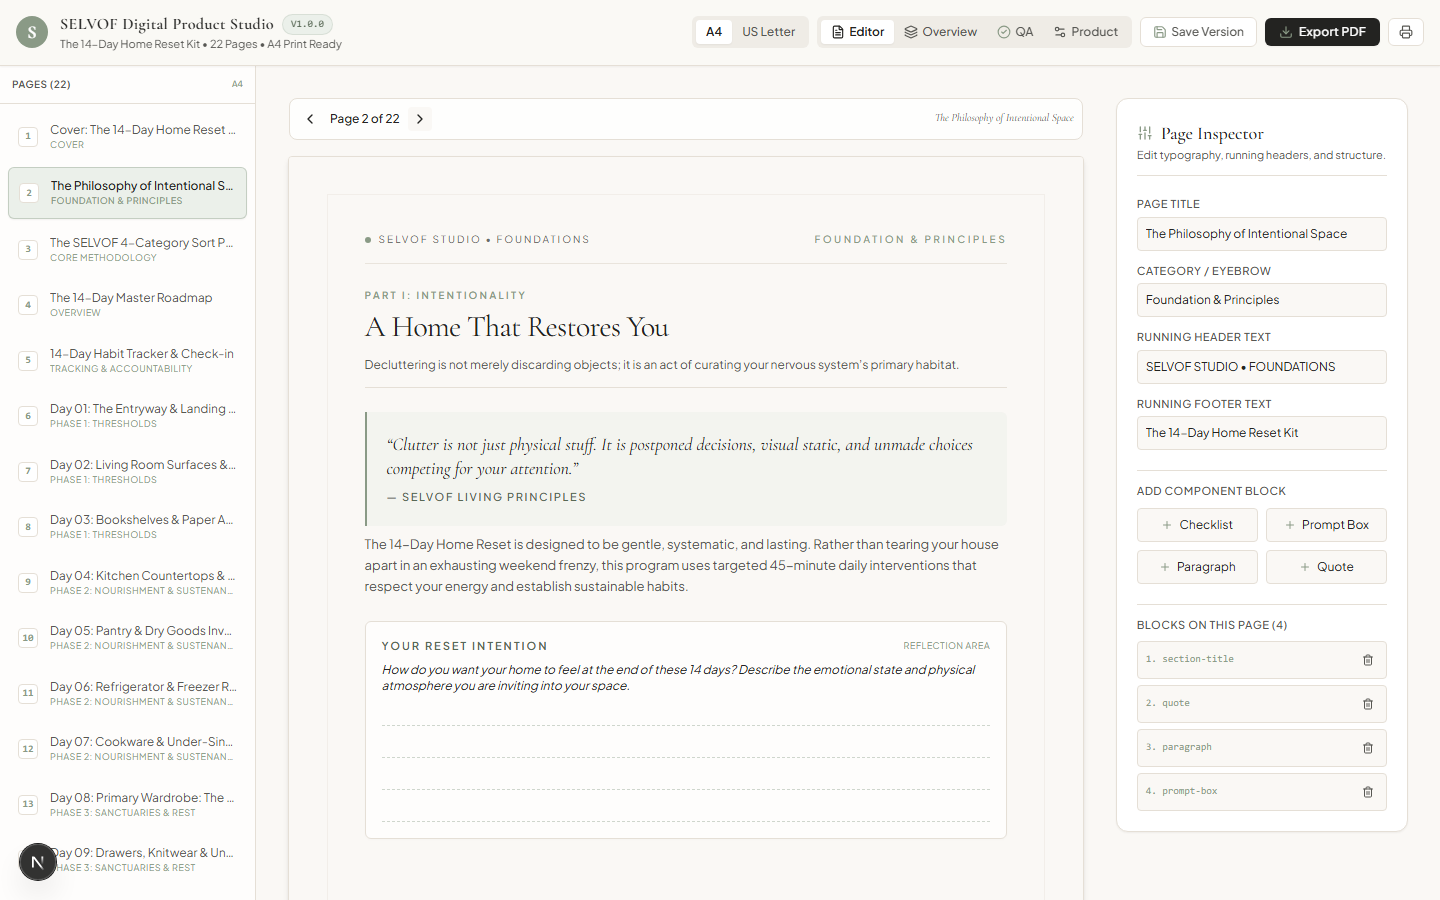 S
SELVOF Digital Product Studio
V1.0.0
The 14–Day Home Reset Kit • 22 Pages • A4 Print Ready
A4
US Letter
Editor
Overview
QA
Product
Save Version
Export PDF
PAGES (22)
A4
1
Cover: The 14–Day Home Reset ...
COVER
2
The Philosophy of Intentional S...
FOUNDATION & PRINCIPLES
3
The SELVOF 4–Category Sort P...
CORE METHODOLOGY
4
The 14–Day Master Roadmap
OVERVIEW
5
14–Day Habit Tracker & Check–in
TRACKING & ACCOUNTABILITY
6
Day 01: The Entryway & Landing ...
PHASE 1: THRESHOLDS
7
Day 02: Living Room Surfaces &...
PHASE 1: THRESHOLDS
8
Day 03: Bookshelves & Paper A...
PHASE 1: THRESHOLDS
9
Day 04: Kitchen Countertops & ...
PHASE 2: NOURISHMENT & SUSTENAN...
10
Day 05: Pantry & Dry Goods Inv...
PHASE 2: NOURISHMENT & SUSTENAN...
11
Day 06: Refrigerator & Freezer R...
PHASE 2: NOURISHMENT & SUSTENAN...
12
Day 07: Cookware & Under–Sin...
PHASE 2: NOURISHMENT & SUSTENAN...
13
Day 08: Primary Wardrobe: The ...
PHASE 3: SANCTUARIES & REST
N
Day 09: Drawers, Knitwear & Un...
PHASE 3: SANCTUARIES & REST
Page 2 of 22
The Philosophy of Intentional Space
SELVOF STUDIO • FOUNDATIONS
FOUNDATION & PRINCIPLES
PART I: INTENTIONALITY
A Home That Restores You
Decluttering is not merely discarding objects; it is an act of curating your nervous system's primary habitat.
“Clutter is not just physical stuff. It is postponed decisions, visual static, and unmade choices
competing for your attention.”
— SELVOF LIVING PRINCIPLES
The 14–Day Home Reset is designed to be gentle, systematic, and lasting. Rather than tearing your house
apart in an exhausting weekend frenzy, this program uses targeted 45–minute daily interventions that
respect your energy and establish sustainable habits.
YOUR RESET INTENTION
REFLECTION AREA
How do you want your home to feel at the end of these 14 days? Describe the emotional state and physical
atmosphere you are inviting into your space.
Page Inspector
Edit typography, running headers, and structure.
PAGE TITLE
The Philosophy of Intentional Space
CATEGORY / EYEBROW
Foundation & Principles
RUNNING HEADER TEXT
SELVOF STUDIO • FOUNDATIONS
RUNNING FOOTER TEXT
The 14–Day Home Reset Kit
ADD COMPONENT BLOCK
+ Checklist
+ Prompt Box
+ Paragraph
+ Quote
BLOCKS ON THIS PAGE (4)
1. section-title
2. quote
3. paragraph
4. prompt-box